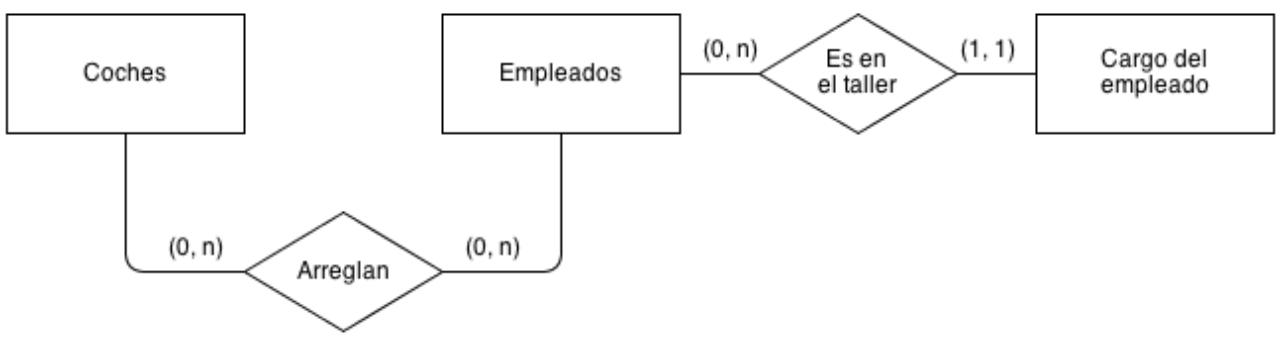 Coches
Empleados
(0, n)
Es en
el taller
(1, 1)
Cargo del
empleado
(0, n)
Arreglan
(0, n)